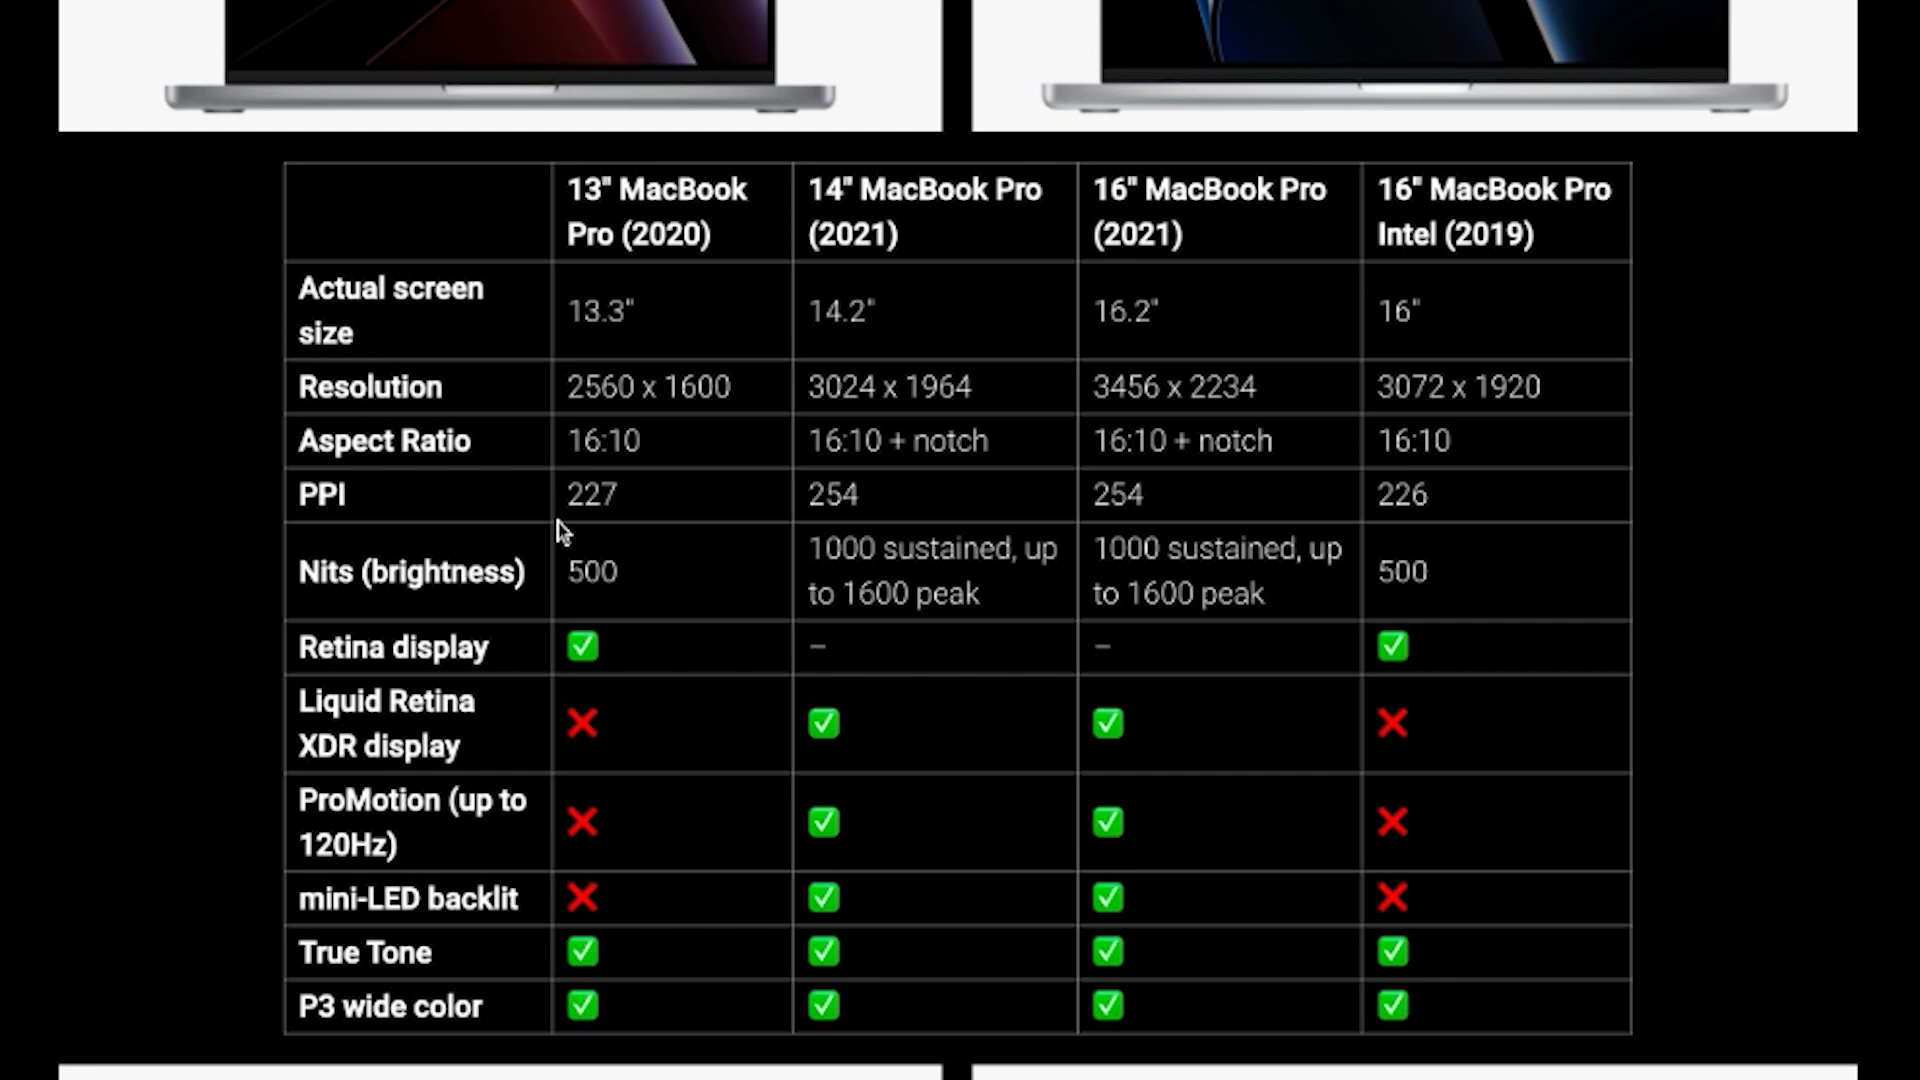 13" MacBook
Pro (2020)
14" MacBook Pro
(2021)
16" MacBook Pro
(2021)
16" MacBook Pro
Intel (2019)
Actual screen
size
13.3"
14.2"
16.2"
16"
Resolution
2560 x 1600
3024 x 1964
3456 x 2234
3072 x 1920
Aspect Ratio
16:10
16:10 + notch
16:10 + notch
16:10
PPI
227
254
254
226
Nits (brightness)
500
1000 sustained, up
to 1600 peak
1000 sustained, up
to 1600 peak
500
Retina display
✅
–
–
✅
Liquid Retina
XDR display
❌
✅
✅
❌
ProMotion (up to
120Hz)
❌
✅
✅
❌
mini-LED backlit
❌
✅
✅
❌
True Tone
✅
✅
✅
✅
P3 wide color
✅
✅
✅
✅